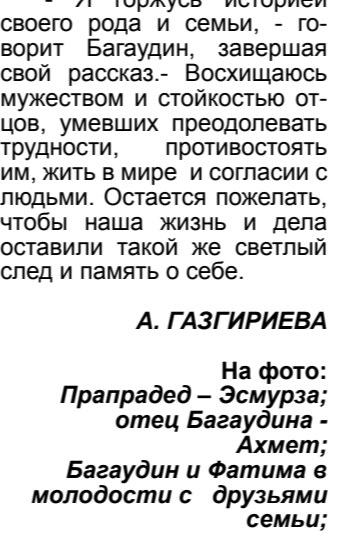 - Я горжусь историей
своего рода и семьи, - го-
ворит Багаудин, завершая
свой рассказ.- Восхищаюсь
мужеством и стойкостью от-
цов, умевших преодолевать
трудности, противостоять
им, жить в мире и согласии с
людьми. Остается пожелать,
чтобы наша жизнь и дела
оставили такой же светлый
след и память о себе.
А. ГАЗГИРИЕВА
На фото:
Прапрадед – Эсмурза;
отец Багаудина -
Ахмет;
Багаудин и Фатима в
молодости с друзьями
семьи;